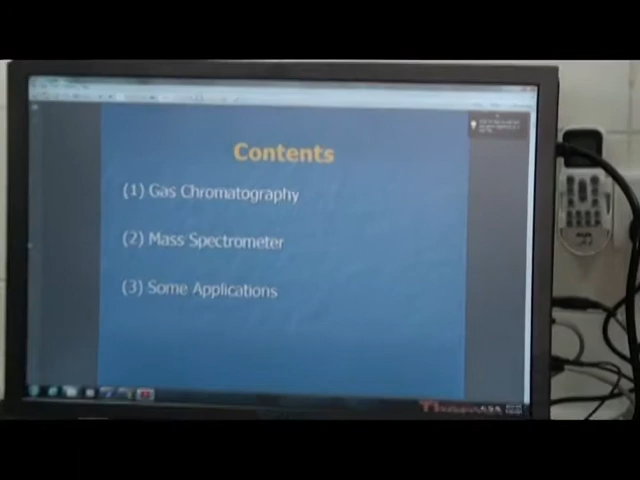 Contents
(1) Gas Chromatography
(2) Mass Spectrometer
(3) Some Applications